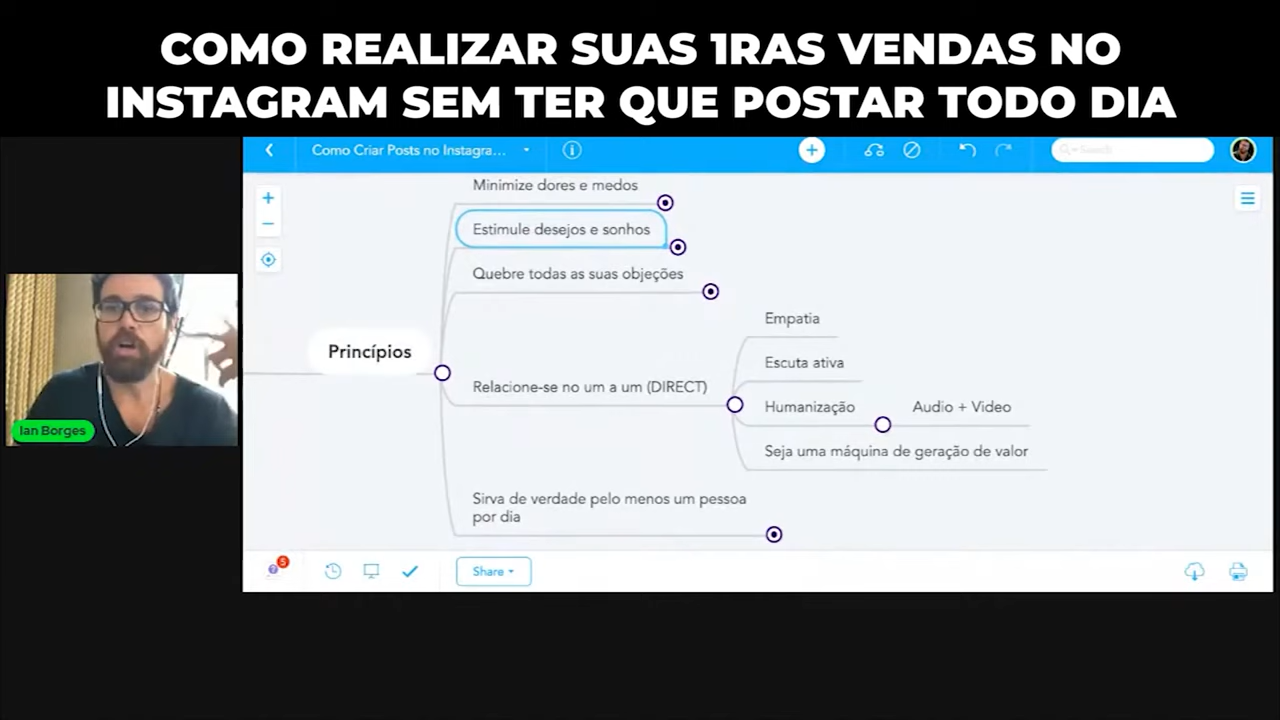 COMO REALIZAR SUAS 1RAS VENDAS NO
INSTAGRAM SEM TER QUE POSTAR TODO DIA
Como Criar Posts no Instagra...
Search
Minimize dores e medos
Estimule desejos e sonhos
Quebre todas as suas objeções
Princípios
Relacione-se no um a um (DIRECT)
Empatia
Escuta ativa
Humanização
Audio + Video
Seja uma máquina de geração de valor
Sirva de verdade pelo menos um pessoa
por dia
Ian Borges
5
?
Share